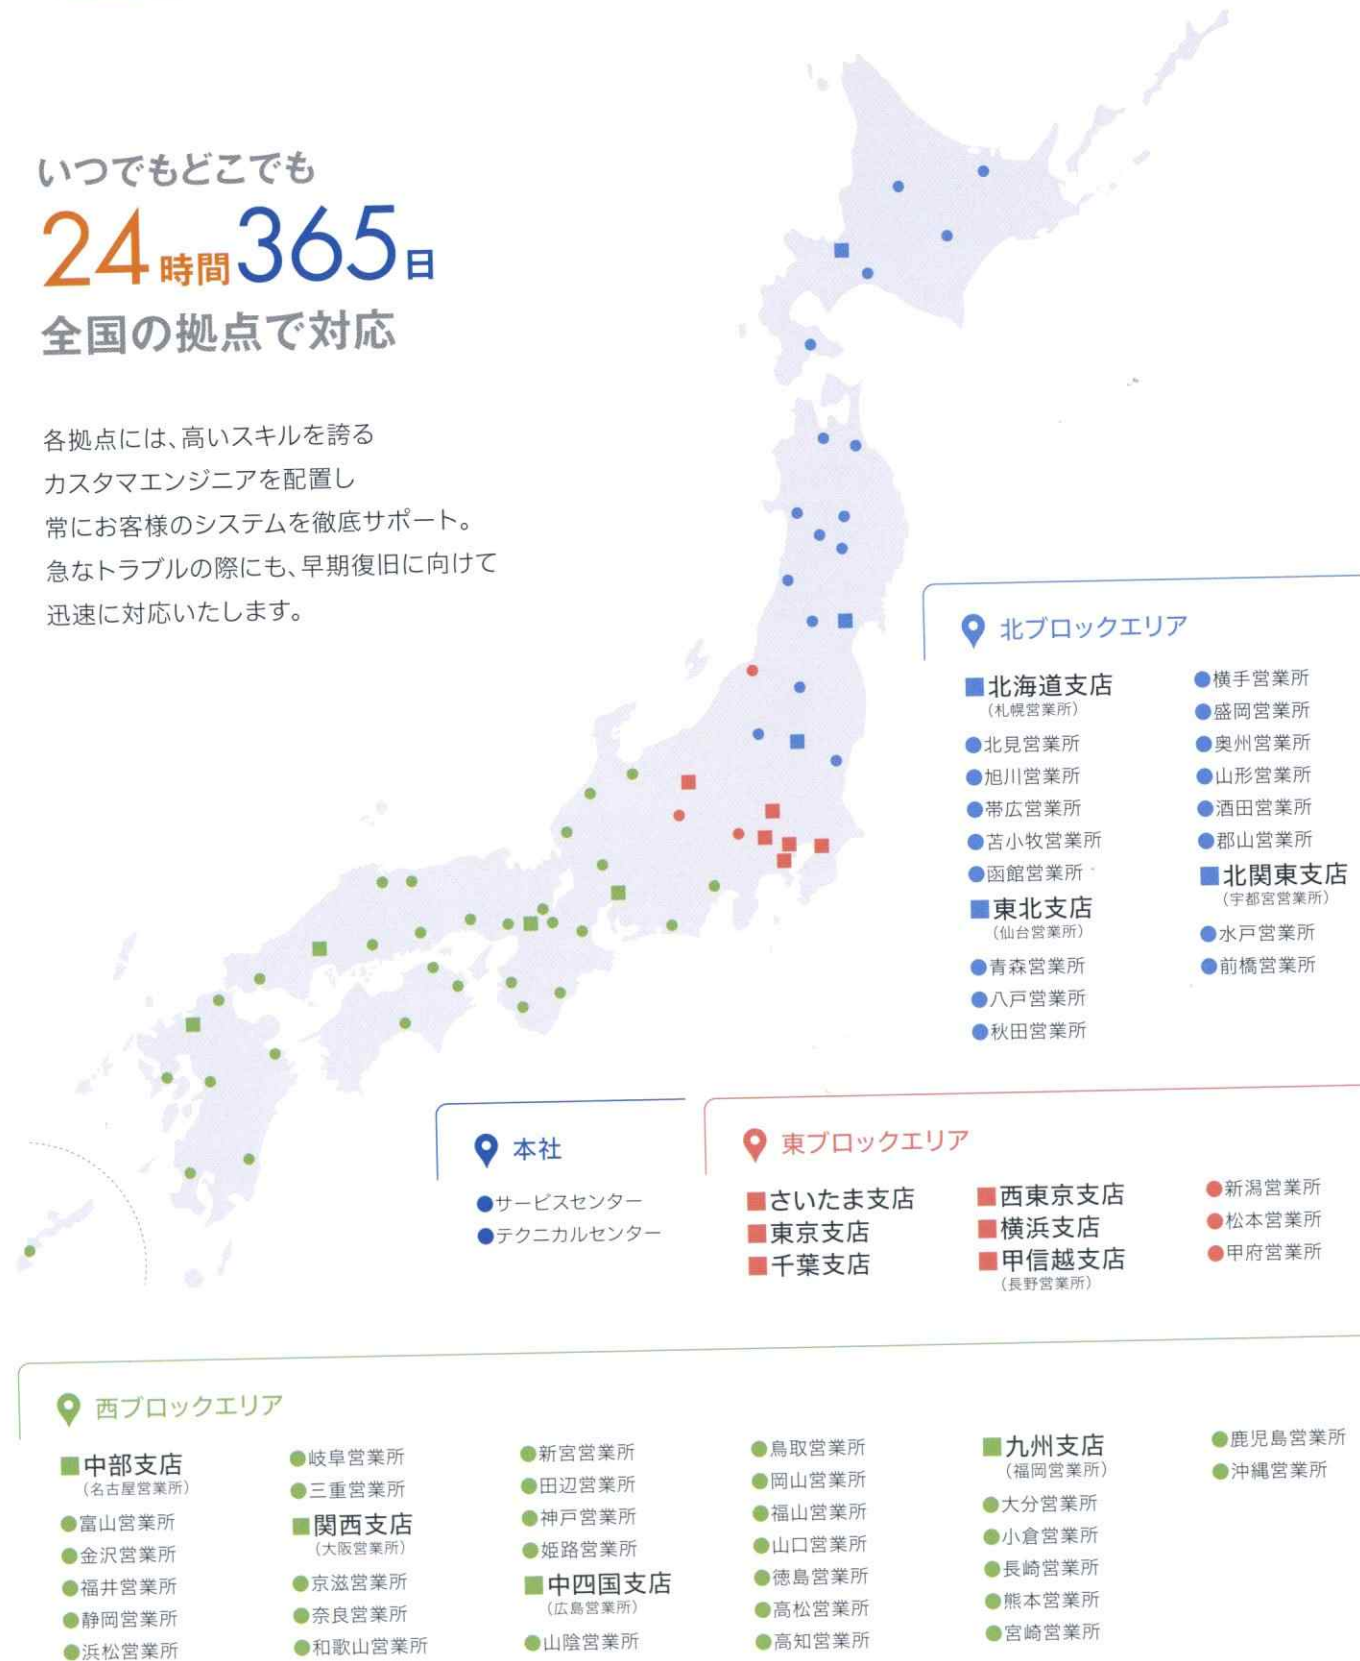 いつでもどこでも
24時間365日
全国の拠点で対応
各拠点には、高いスキルを誇る
カスタマエンジニアを配置し
常にお客様のシステムを徹底サポート。
急なトラブルの際にも、早期復旧に向けて
迅速に対応いたします。
北ブロックエリア
北海道支店
(札幌営業所)
北見営業所
旭川営業所
帯広営業所
苫小牧営業所
函館営業所
東北支店
(仙台営業所)
青森営業所
八戸営業所
秋田営業所
横手営業所
盛岡営業所
奥州営業所
山形営業所
酒田営業所
郡山営業所
北関東支店
(宇都宮営業所)
水戸営業所
前橋営業所
本社
サービスセンター
テクニカルセンター
東ブロックエリア
さいたま支店
東京支店
千葉支店
西東京支店
横浜支店
甲信越支店
(長野営業所)
新潟営業所
松本営業所
甲府営業所
西ブロックエリア
中部支店
(名古屋営業所)
富山営業所
金沢営業所
福井営業所
静岡営業所
浜松営業所
岐阜営業所
三重営業所
関西支店
(大阪営業所)
京滋営業所
奈良営業所
和歌山営業所
新宮営業所
田辺営業所
神戸営業所
姫路営業所
中四国支店
(広島営業所)
山陰営業所
鳥取営業所
岡山営業所
福山営業所
山口営業所
徳島営業所
高松営業所
高知営業所
九州支店
(福岡営業所)
大分営業所
小倉営業所
長崎営業所
熊本営業所
宮崎営業所
鹿児島営業所
沖縄営業所